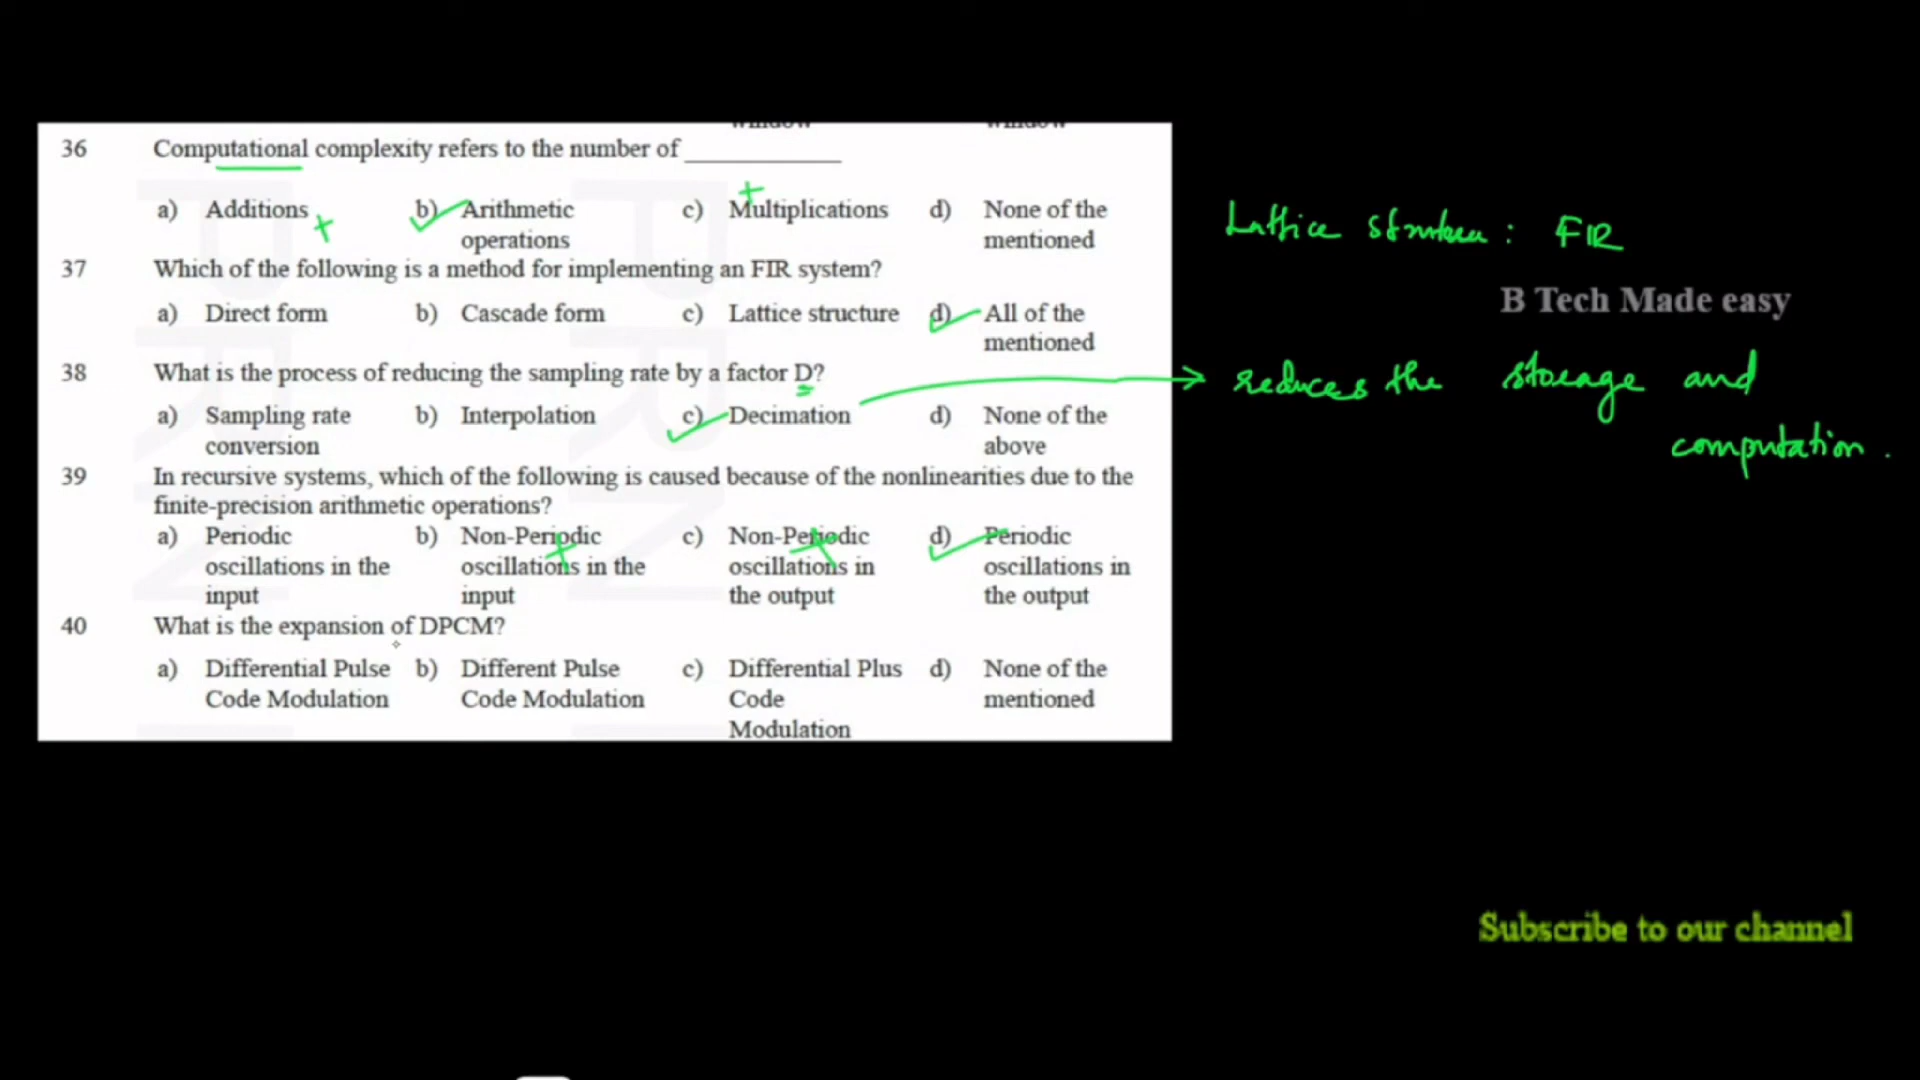 36 Computational complexity refers to the number of ____________
a) Additions b) Arithmetic operations c) Multiplications d) None of the mentioned
37 Which of the following is a method for implementing an FIR system?
a) Direct form b) Cascade form c) Lattice structure d) All of the mentioned
38 What is the process of reducing the sampling rate by a factor D?
a) Sampling rate conversion b) Interpolation c) Decimation d) None of the above
39 In recursive systems, which of the following is caused because of the nonlinearities due to the
finite-precision arithmetic operations?
a) Periodic oscillations in the input b) Non-Periodic oscillations in the input c) Non-Periodic oscillations in the output d) Periodic oscillations in the output
40 What is the expansion of DPCM?
a) Differential Pulse Code Modulation b) Different Pulse Code Modulation c) Differential Plus Code Modulation d) None of the mentioned
Lattice : FIR
B Tech Made easy
reduces the storage and
computation.
Subscribe to our channel